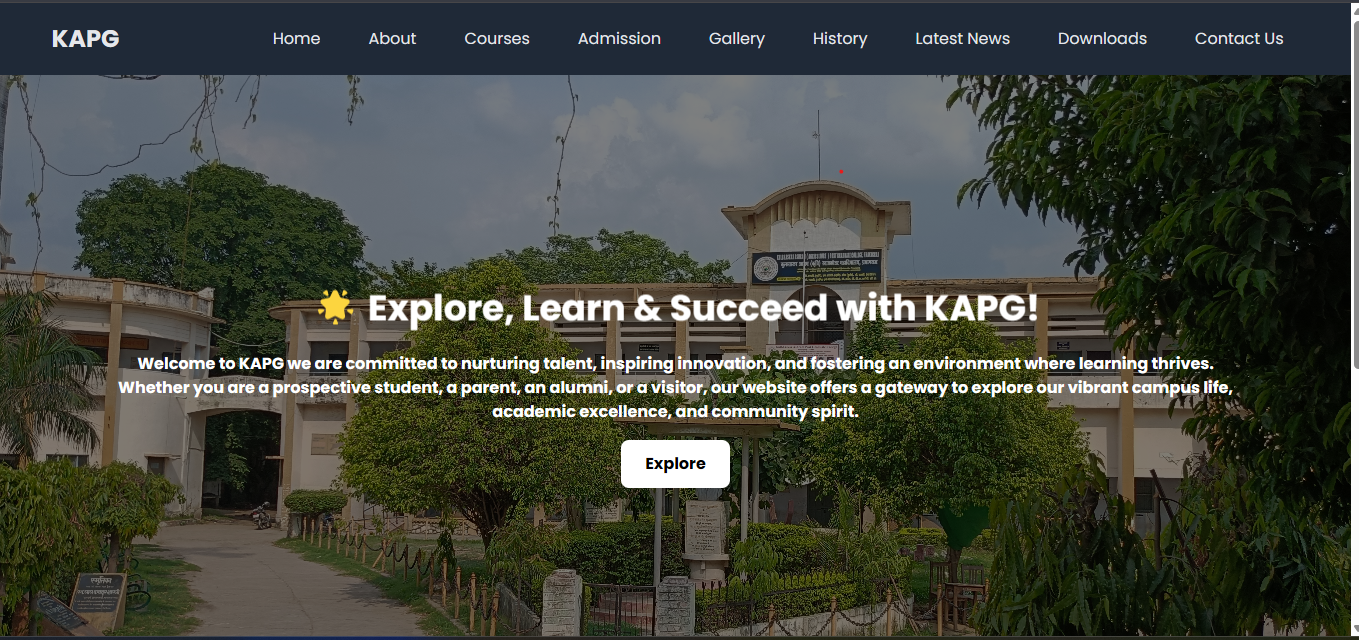 KAPG
Home About Courses Admission Gallery History Latest News Downloads Contact Us
🌟 Explore, Learn & Succeed with KAPG!
Welcome to KAPG we are committed to nurturing talent, inspiring innovation, and fostering an environment where learning thrives.
Whether you are a prospective student, a parent, an alumni, or a visitor, our website offers a gateway to explore our vibrant campus life,
academic excellence, and community spirit.
Explore